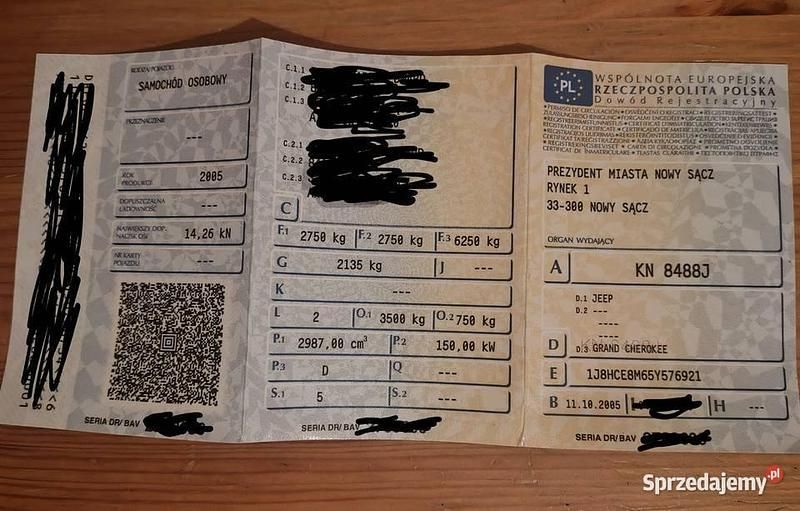 RODZAJ POJAZDU
SAMOCHÓD OSOBOWY
PRZEZNACZENIE
---
ROK PRODUKCJI
2005
DOPUSZCZALNA ŁADOWNOŚĆ
---
NAJWIĘKSZY DOP. NACISK OSI
14,26 kN
NR KARTY POJAZDU
---
SERIA DR/ BAV
C.1.1
C.1.2
C.1.3
C.2.1
C.2.2
C.2.3
C
F.1 2750 kg F.2 2750 kg F.3 6250 kg
G 2135 kg J ---
K ---
L 2 O.1 3500 kg O.2 750 kg
P.1 2987,00 cm³ P.2 150,00 kW
P.3 D Q ---
S.1 5 S.2 ---
SERIA DR/ BAV
PL
WSPÓLNOTA EUROPEJSKA
RZECZPOSPOLITA POLSKA
Dowód Rejestracyjny
PREZYDENT MIASTA NOWY SĄCZ
RYNEK 1
33-300 NOWY SĄCZ
ORGAN WYDAJĄCY
A KN 8488J
D.1 JEEP
D.2 ---
----
----
D D.3 GRAND CHEROKEE
E 1J8HCE8M65Y576921
B 11.10.2005 H ---
SERIA DR/ BAV
Sprzedajemy.pl